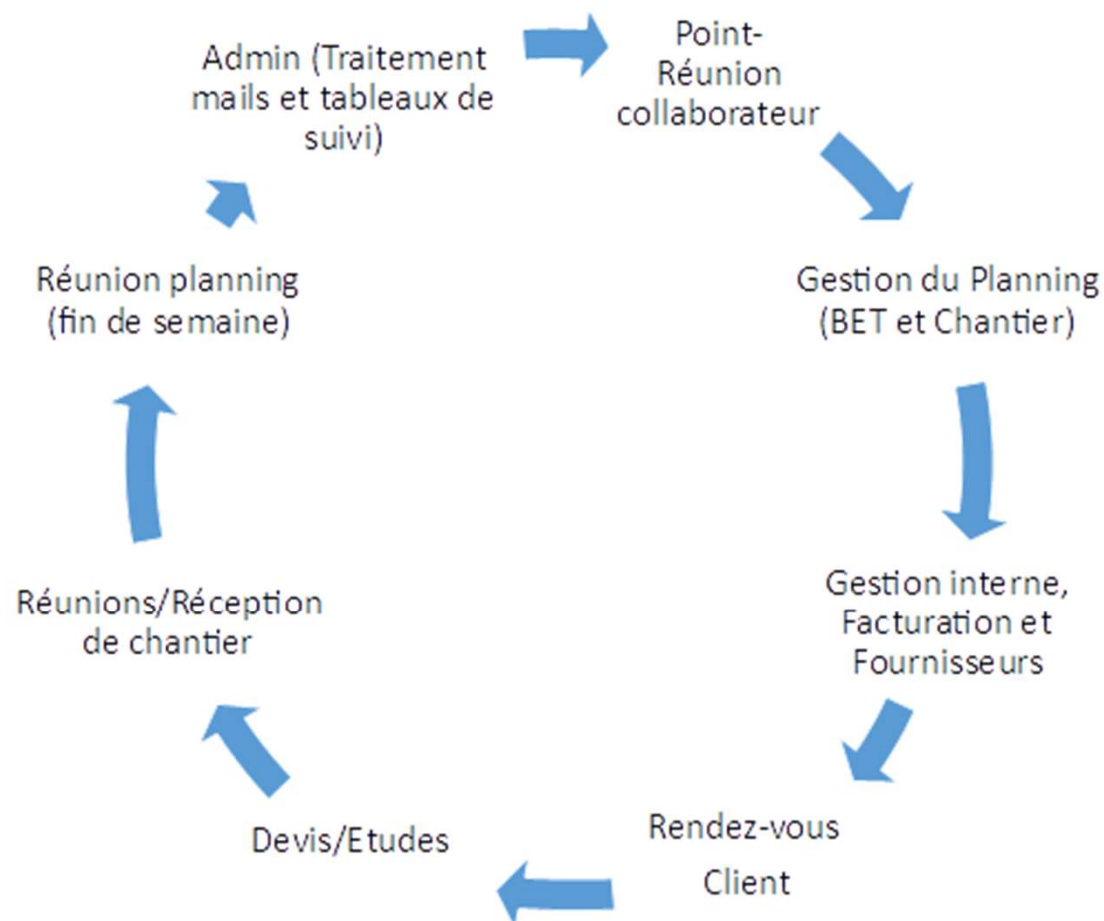 Admin (Traitement
mails et tableaux de
suivi)
Point-
Réunion
collaborateur
Gestion du Planning
(BET et Chantier)
Gestion interne,
Facturation et
Fournisseurs
Rendez-vous
Client
Devis/Etudes
Réunions/Réception
de chantier
Réunion planning
(fin de semaine)